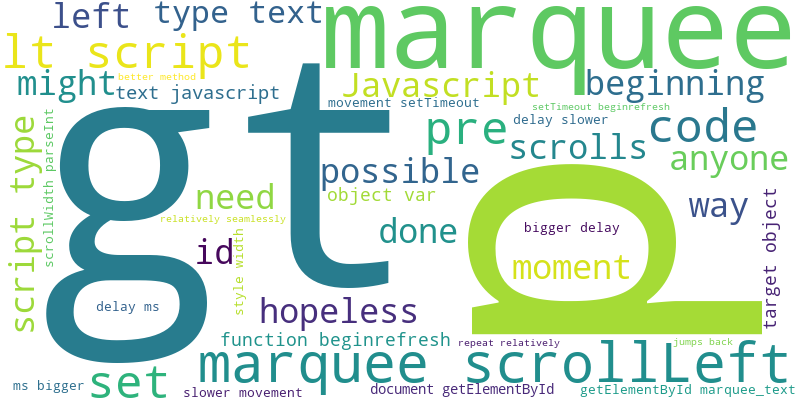 left
type text
marquee
lt script
might
better method
text javascript
Javascript
beginning
movement setTimeout
setTimeout beginrefresh
gt
p
pre
delay slower
code
scrolls
anyone
script type
scrollWidth parseInt
possible
object var
need
way
relatively seamlessly
done
id
style width
bigger delay
moment
target object
delay ms
hopeless
function beginrefresh
repeat relatively
jumps back
marquee
scrollLeft
ms bigger
set
slower movement
document getElementById
getElementById marquee_text